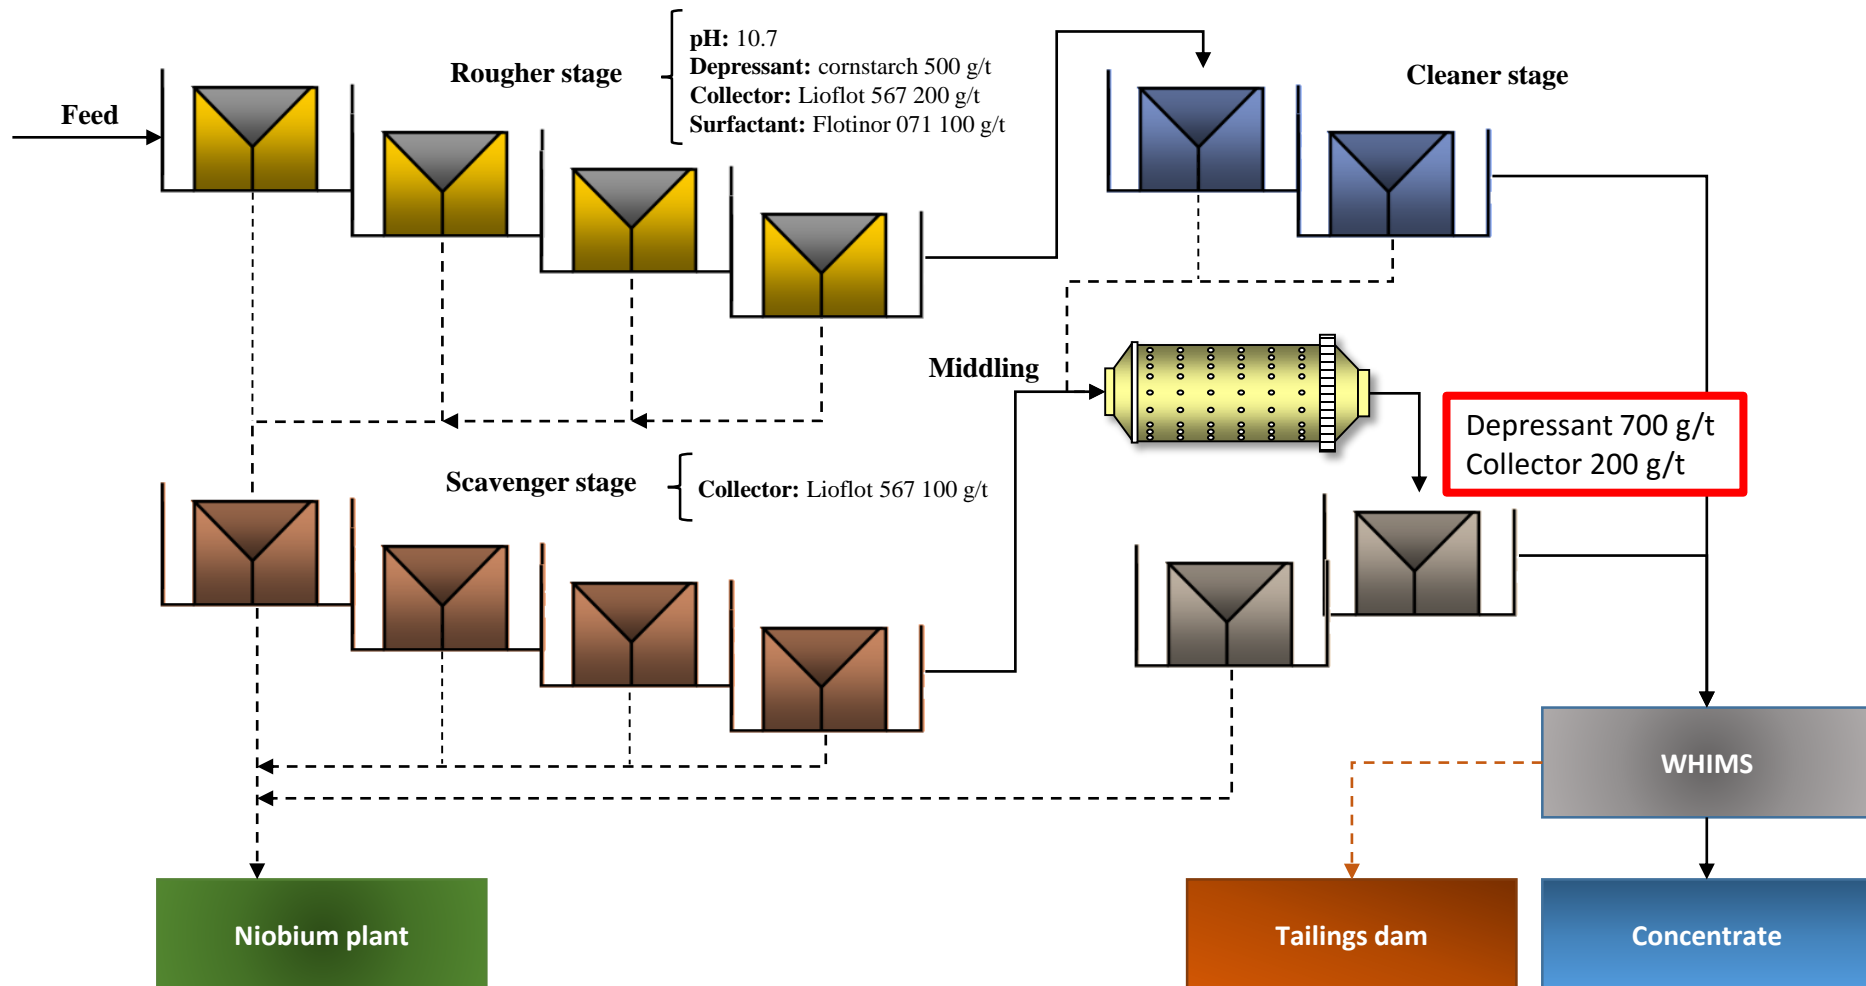 Feed
Rougher stage
pH: 10.7
Depressant: cornstarch 500 g/t
Collector: Lioflot 567 200 g/t
Surfactant: Flotinor 071 100 g/t
Cleaner stage
Middling
Depressant 700 g/t
Collector 200 g/t
Scavenger stage
Collector: Lioflot 567 100 g/t
WHIMS
Niobium plant
Tailings dam
Concentrate